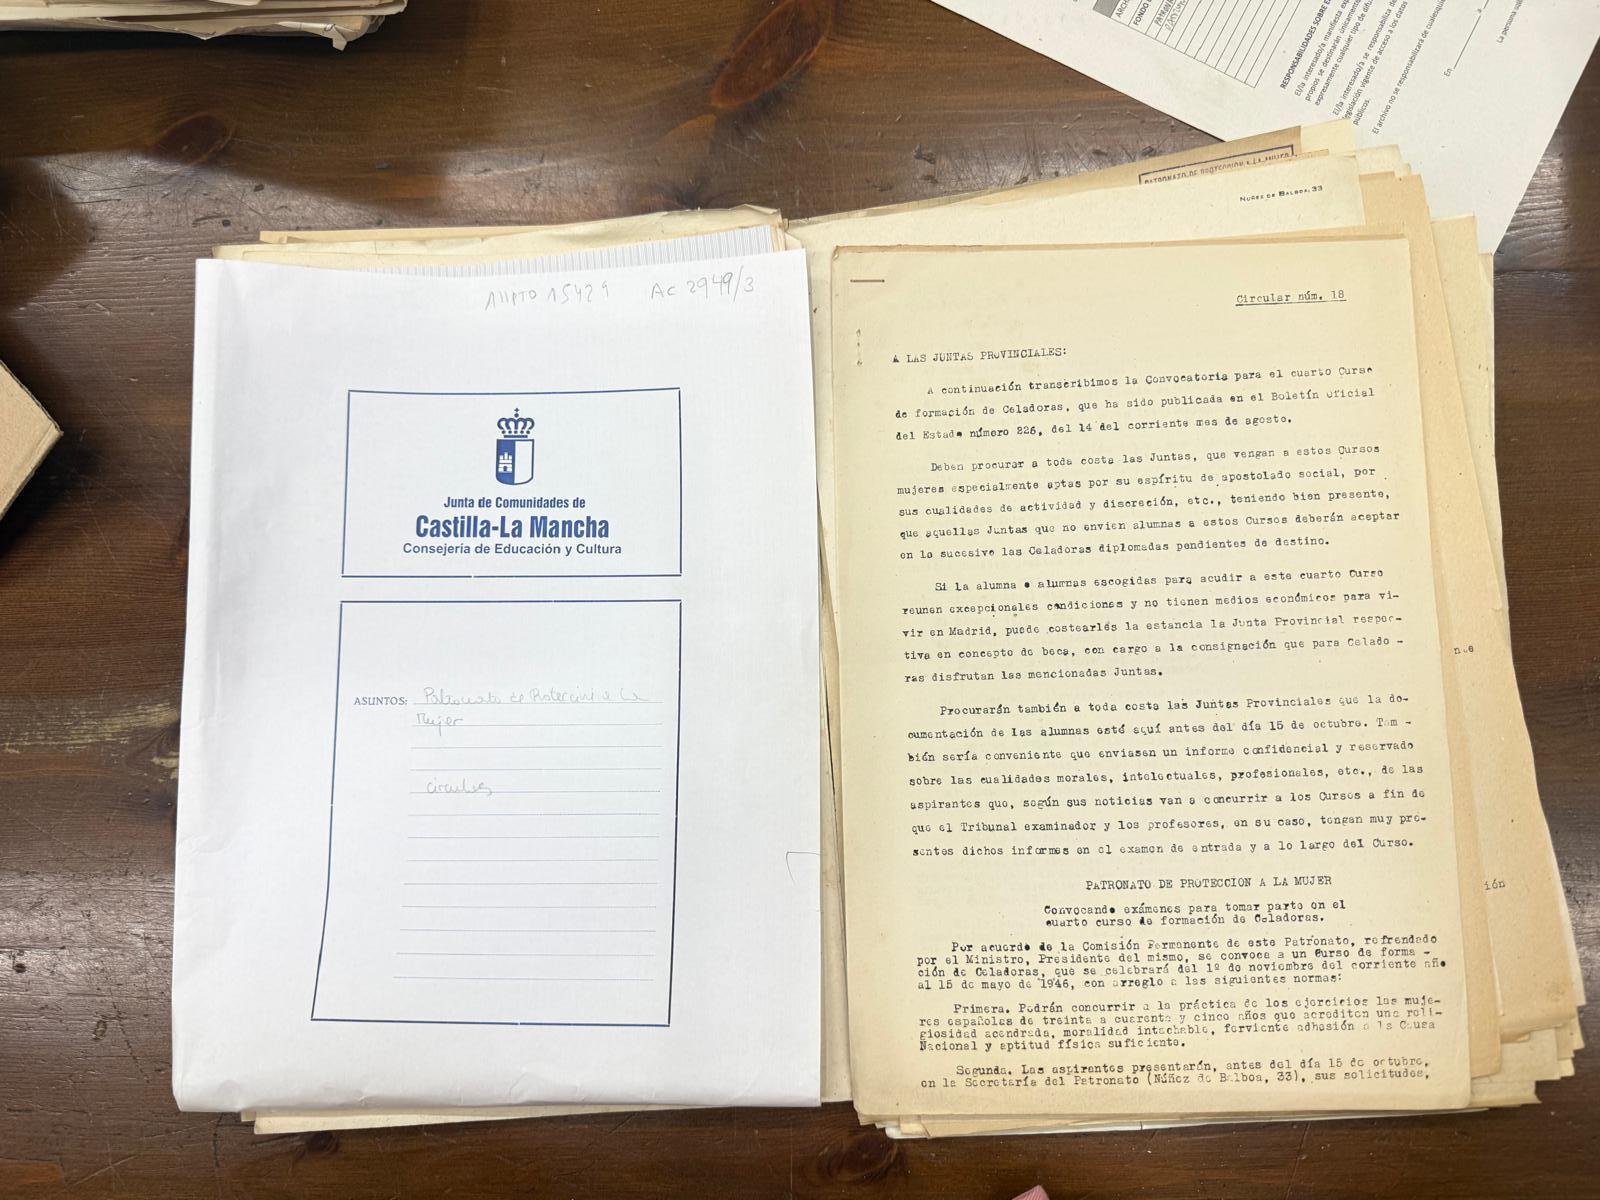 AHPTO 15429 AC 2949/3
Junta de Comunidades de
Castilla-La Mancha
Consejería de Educación y Cultura
ASUNTOS: Patronato de Protección a la
Mujer
circulares
PATRONATO DE PROTECCION A LA MUJER
NUÑEZ DE BALBOA, 33
Circular núm. 18
A LAS JUNTAS PROVINCIALES:
A continuación transcribimos la Convocatoria para el cuarto Curso
de formación de Celadoras, que ha sido publicada en el Boletín Oficial
del Estado número 226, del 14 del corriente mes de agosto.
Deben procurar a toda costa las Juntas, que vengan a estos Cursos
mujeres especialmente aptas por su espíritu de apostolado social, por
sus cualidades de actividad y discreción, etc., teniendo bien presente,
que aquellas Juntas que no envien alumnas a estos Cursos deberán aceptar
en lo sucesivo las Celadoras diplomadas pendientes de destino.
Si la alumna o alumnas escogidas para acudir a este cuarto Curso
reunen excepcionales condiciones y no tienen medios económicos para vi-
vir en Madrid, puede costearles la estancia la Junta Provincial respec-
tiva en concepto de beca, con cargo a la consignación que para Celado -
ras disfrutan las mencionadas Juntas.
Procurarán también a toda costa las Juntas Provinciales que la do-
cumentación de las alumnas esté aquí antes del día 15 de octubre. Tam -
bién sería conveniente que enviasen un informe confidencial y reservado
sobre las cualidades morales, intelectuales, profesionales, etc., de las
aspirantes que, según sus noticias van a concurrir a los Cursos a fin de
que el Tribunal examinador y los profesores, en su caso, tengan muy pre-
sentes dichos informes en el examen de entrada y a lo largo del Curso.
PATRONATO DE PROTECCION A LA MUJER
Convocando exámenes para tomar parte en el
cuarto curso de formación de Celadoras.
Por acuerdo de la Comisión Permanente de este Patronato, refrendado
por el Ministro, Presidente del mismo, se convoca a un Curso de forma -
ción de Celadoras, que se celebrará del 1º de noviembre del corriente año
al 15 de mayo de 1946, con arreglo a las siguientes normas:
Primera. Podrán concurrir a la práctica de los ejercicios las muje-
res españolas de treinta a cuarenta y cinco años que acrediten una reli-
giosidad acendrada, moralidad intachable, ferviente adhesión a la Causa
Nacional y aptitud física suficiente.
Segunda. Las aspirantes presentarán, antes del día 15 de octubre,
en la Secretaría del Patronato (Núñez de Balboa, 33), sus solicitudes,
ión